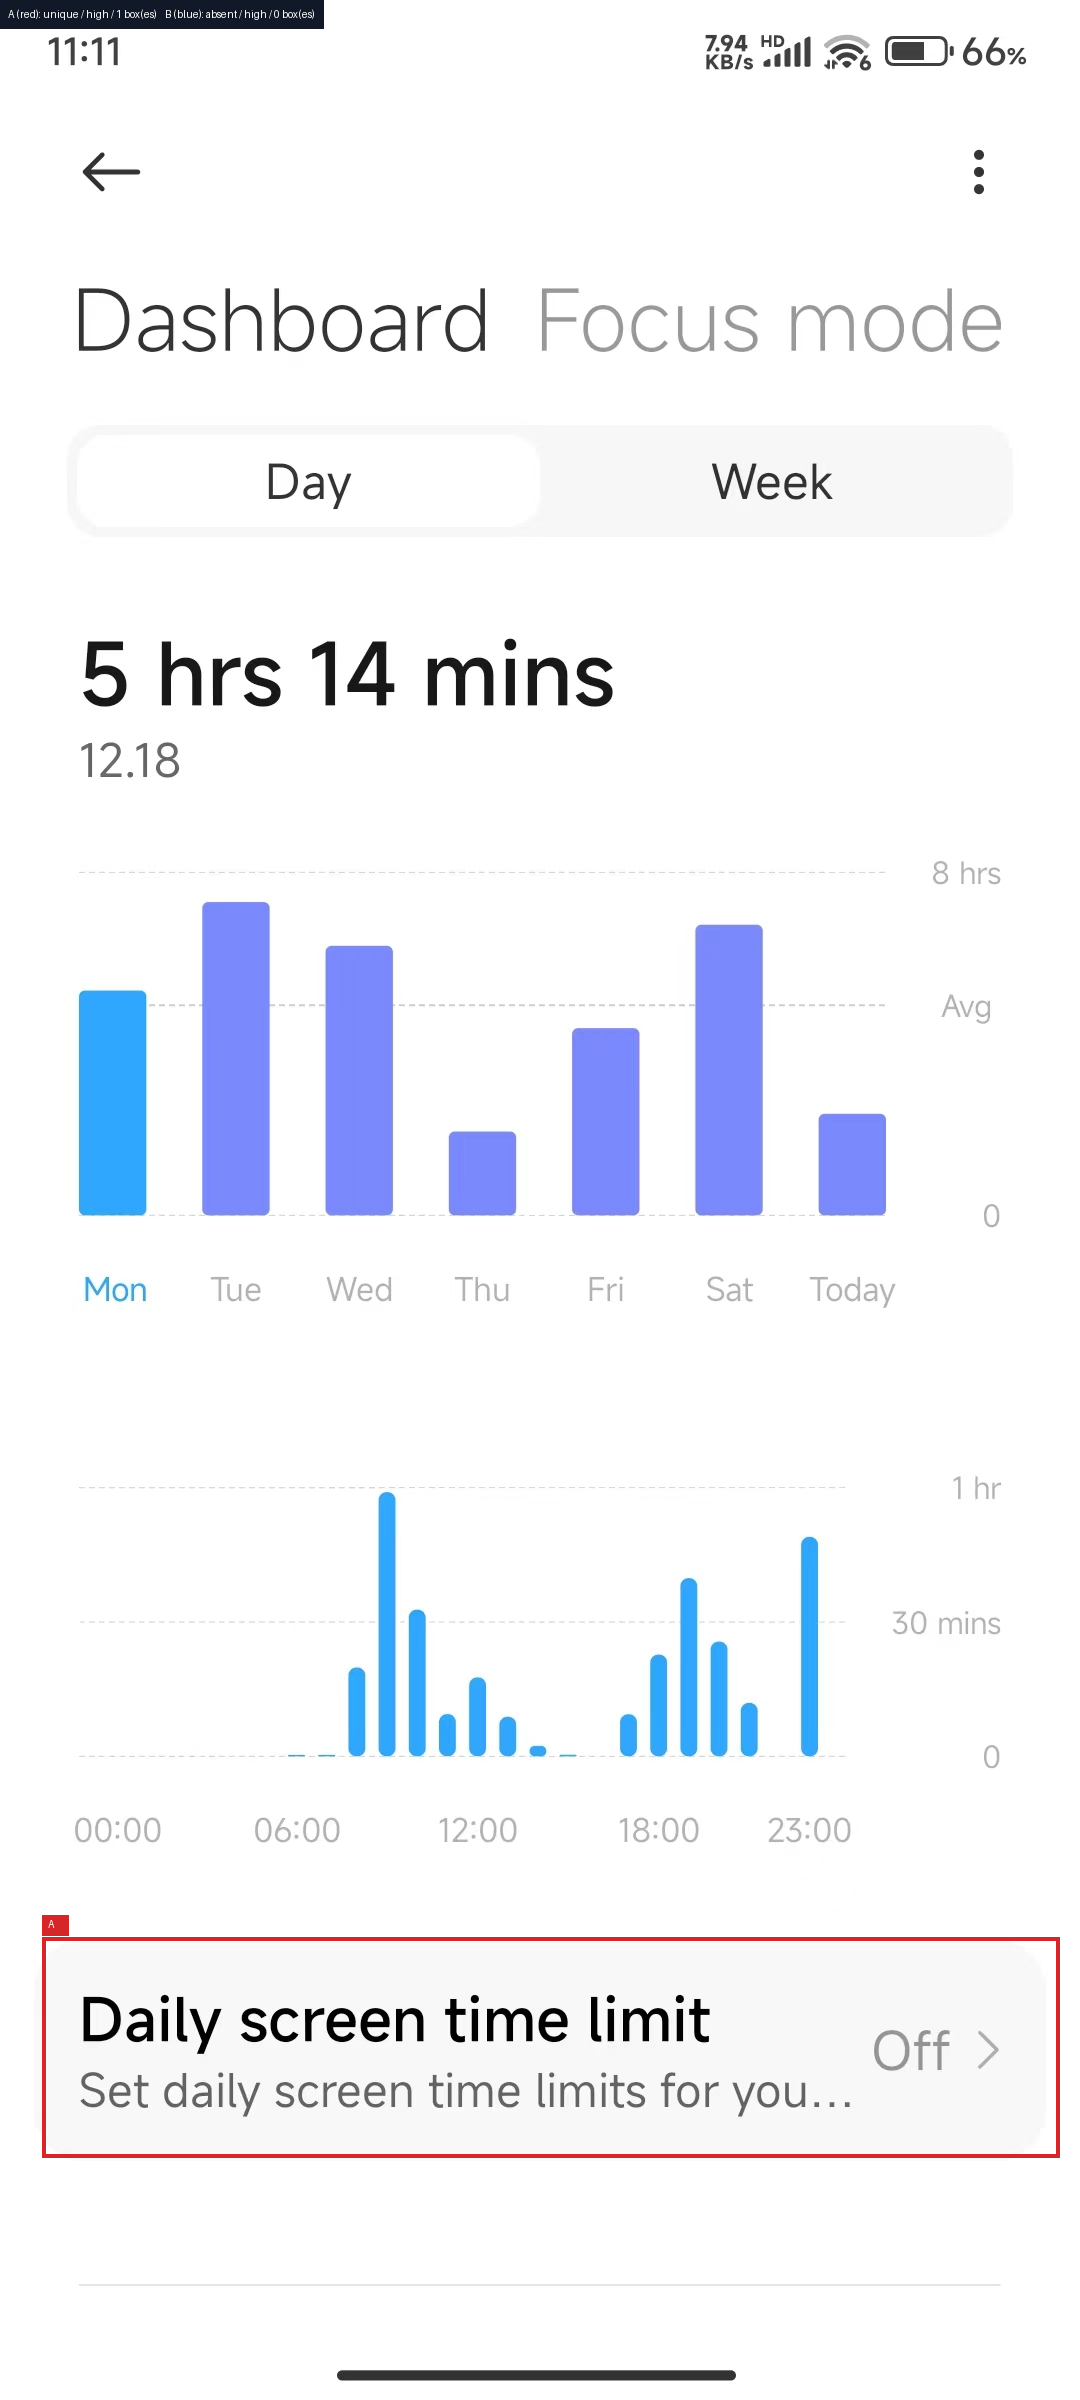 A (red): unique / high / 1 box(es) B (blue): absent / high / 0 box(es)
11:11
7.94 KB/s HD 6 66%
Dashboard Focus mode
Day Week
5 hrs 14 mins
12.18
8 hrs
Avg
0
Mon Tue Wed Thu Fri Sat Today
1 hr
30 mins
0
00:00 06:00 12:00 18:00 23:00
A
Daily screen time limit
Set daily screen time limits for you...
Off